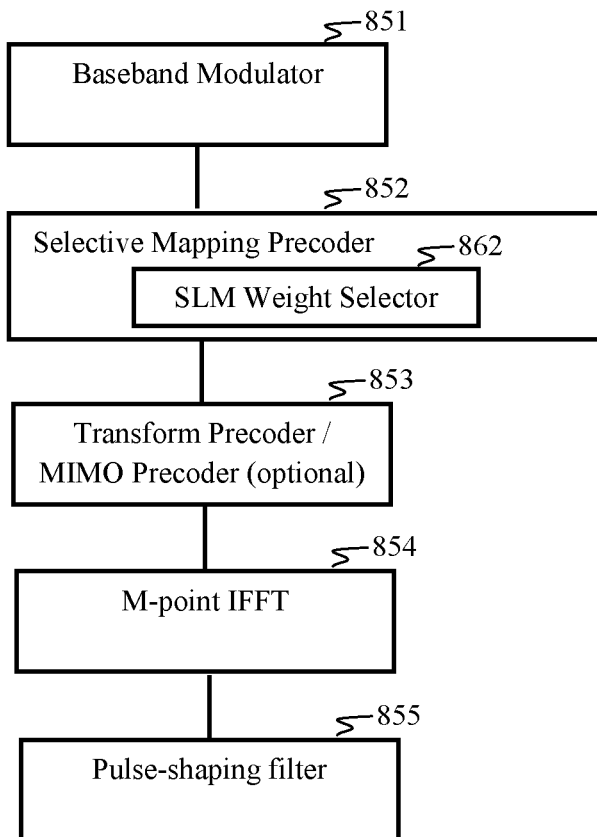 851
Baseband Modulator
852
Selective Mapping Precoder
862
SLM Weight Selector
853
Transform Precoder /
MIMO Precoder (optional)
854
M-point IFFT
855
Pulse-shaping filter